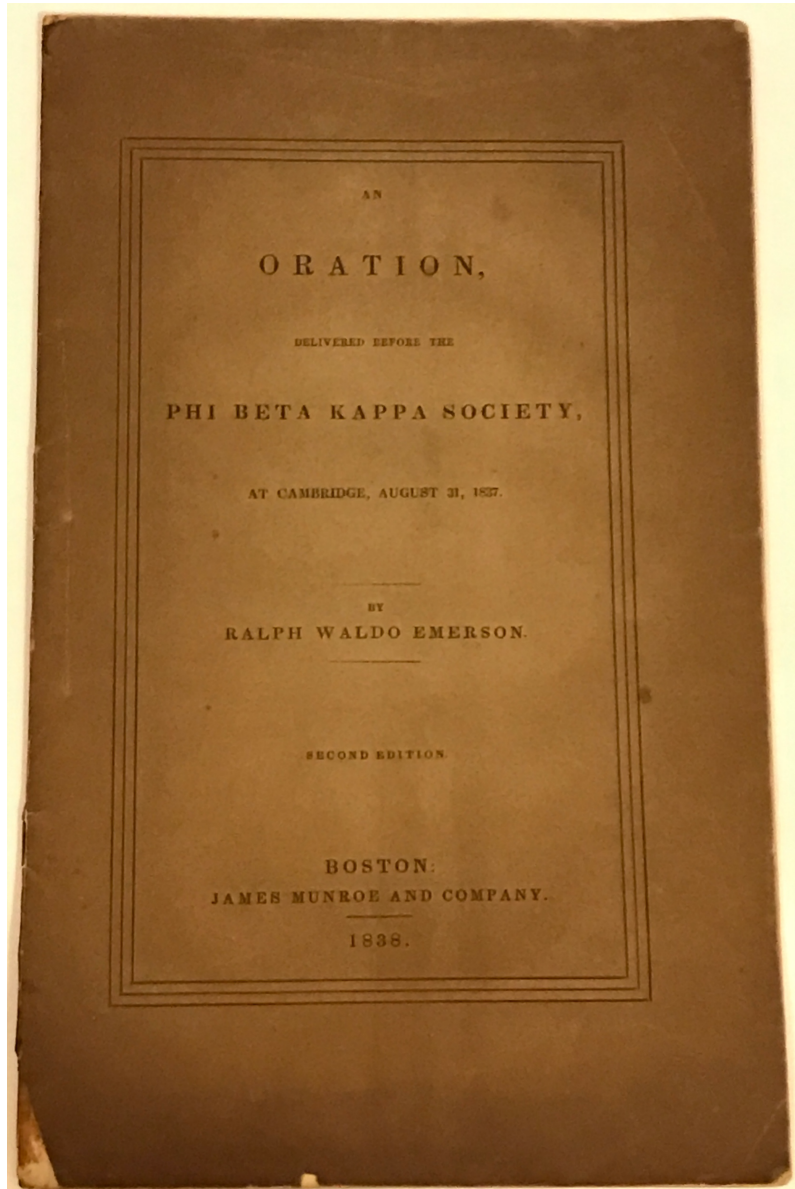 AN
ORATION,
DELIVERED BEFORE THE
PHI BETA KAPPA SOCIETY,
AT CAMBRIDGE, AUGUST 31, 1837.
BY
RALPH WALDO EMERSON.
SECOND EDITION.
BOSTON:
JAMES MUNROE AND COMPANY.
1838.